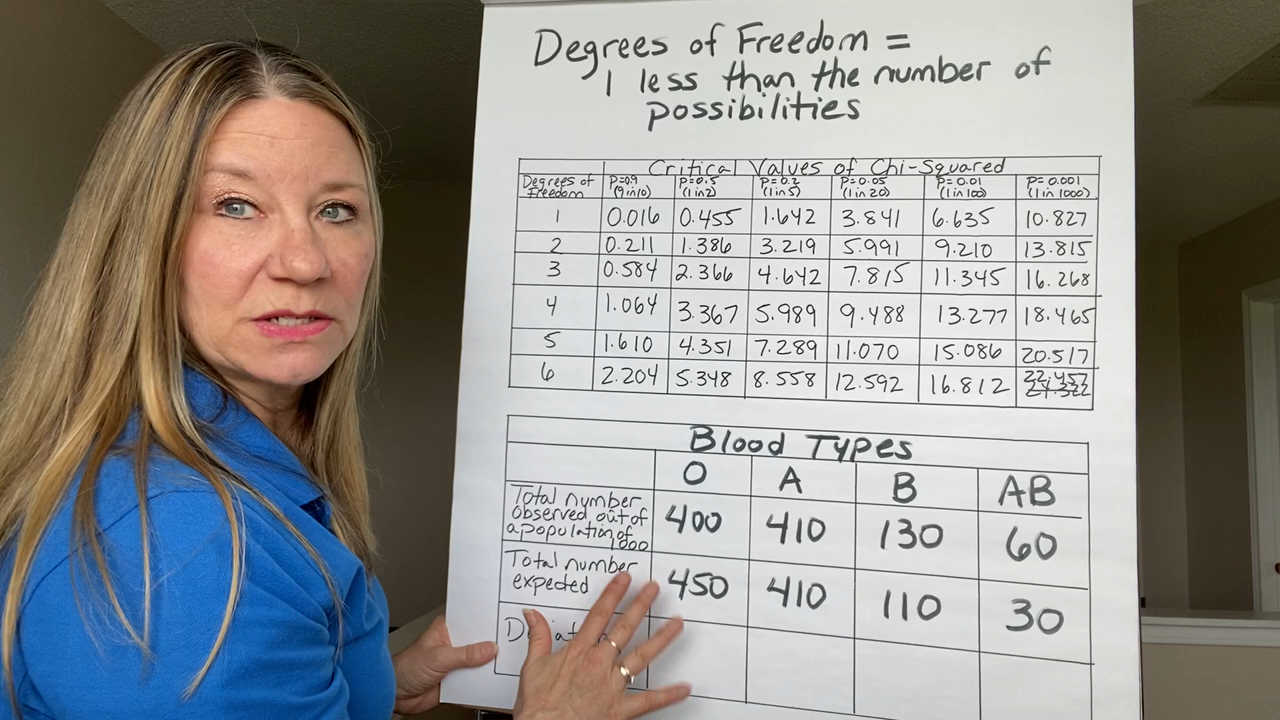 Degrees of Freedom =
1 less than the number of
possibilities
Critical Values of Chi-Squared
Degrees of Freedom P=0.9 (9 in 10) P=0.5 (1 in 2) P=0.2 (1 in 5) P=0.05 (1 in 20) P=0.01 (1 in 100) P=0.001 (1 in 1000)
1 0.016 0.455 1.642 3.841 6.635 10.827
2 0.211 1.386 3.219 5.991 9.210 13.815
3 0.584 2.366 4.642 7.815 11.345 16.268
4 1.064 3.367 5.989 9.488 13.277 18.465
5 1.610 4.351 7.289 11.070 15.086 20.517
6 2.204 5.348 8.558 12.592 16.812 22.457
Blood Types
O A B AB
Total number
observed out of
a population of
1000 400 410 130 60
Total number
expected 450 410 110 30